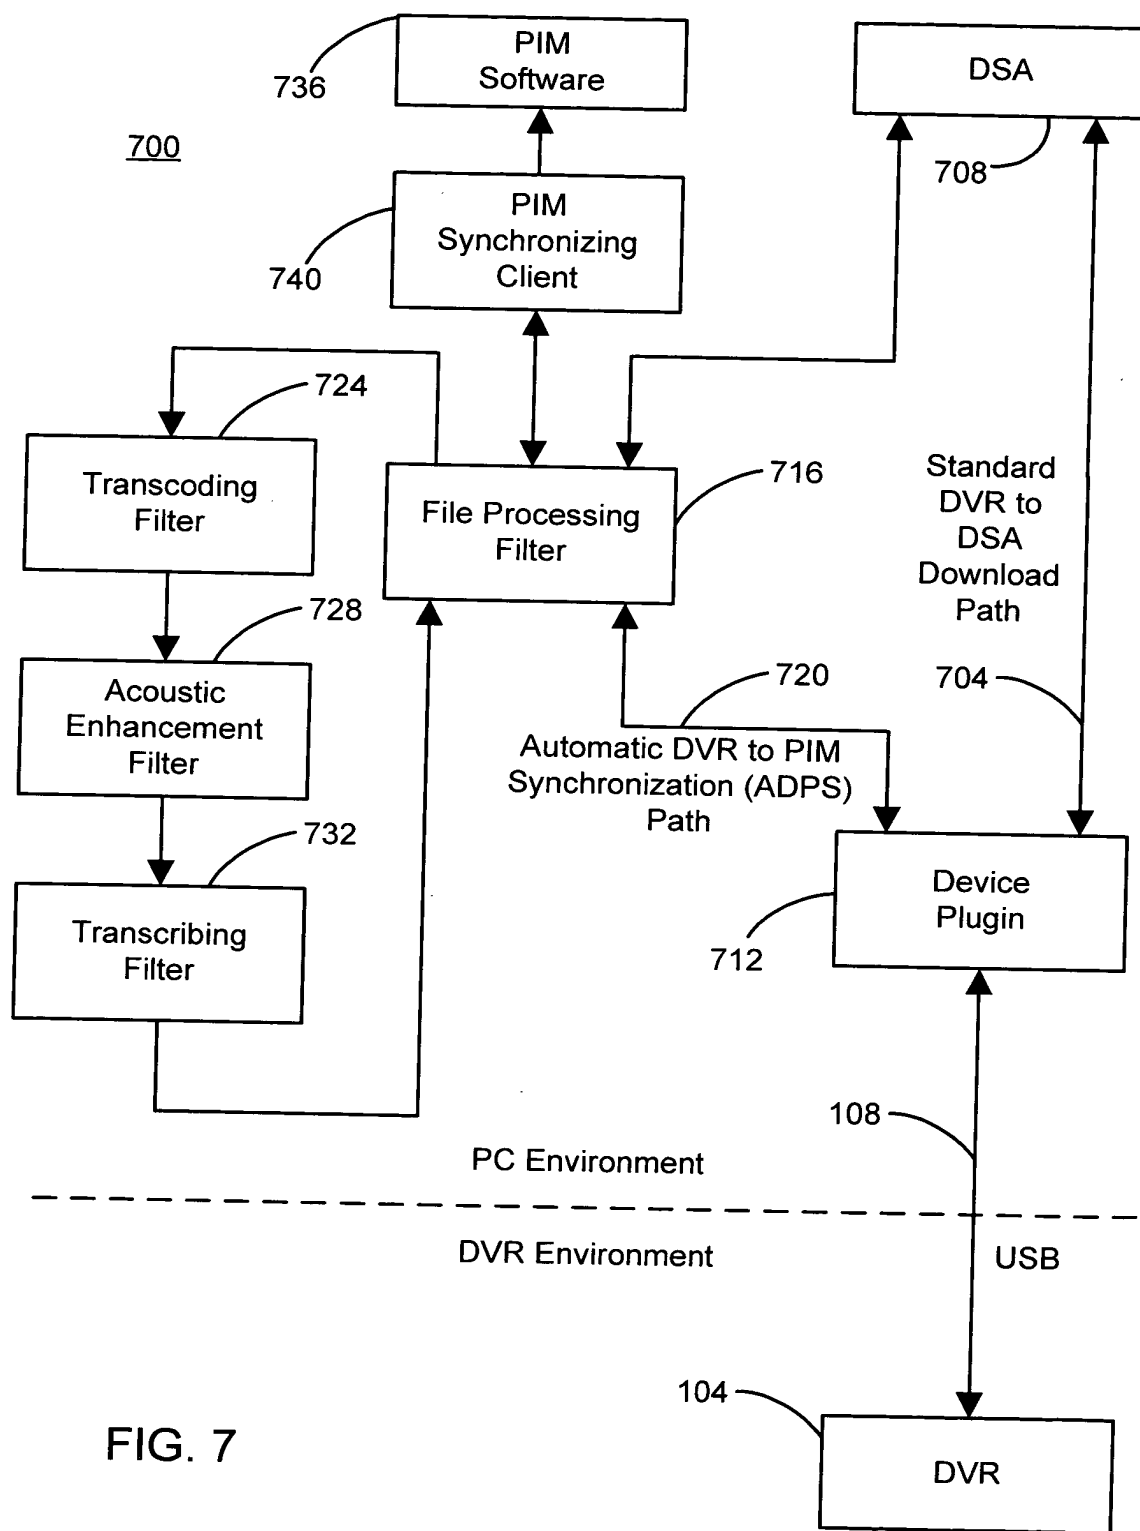 PIM
Software
736
DSA
700
708
PIM
Synchronizing
Client
740
724
Transcoding
Filter
File Processing
Filter
716
Standard
DVR to
DSA
Download
Path
728
Acoustic
Enhancement
Filter
720
704
Automatic DVR to PIM
Synchronization (ADPS)
Path
732
Transcribing
Filter
Device
Plugin
712
108
PC Environment
DVR Environment
USB
104
DVR
FIG. 7